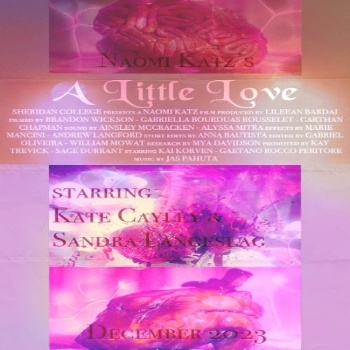 Naomi Katz's
A Little Love
SHERIDAN COLLEGE PRESENTS A NAOMI KATZ FILM PRODUCED BY LILEEAN BARDAI
FILMED BY BRANDON WICKSON - GABRIELLA BOURDUAS ROUSSELET - CARTHAN
CHAPMAN SOUND BY AINSLEY MCCRACKEN - ALYSSA MITRA EFFECTS BY MARIE
MANCINI - ANDREW LANGFORD STORY EDITS BY ANNA BAUTISTA EDITED BY GABRIEL
OLIVEIRA - WILLIAM MOWAT RESEARCH BY MYA DAVIDSON PROMOTED BY KAY
TREVICK - SAGE DURRANT STARRING KAI KORVEN - GAETANO ROCCO PERITORE
MUSIC BY JAS PAHUTA
STARRING
Kate Cayley &
Sandra Langeslag
December 2023